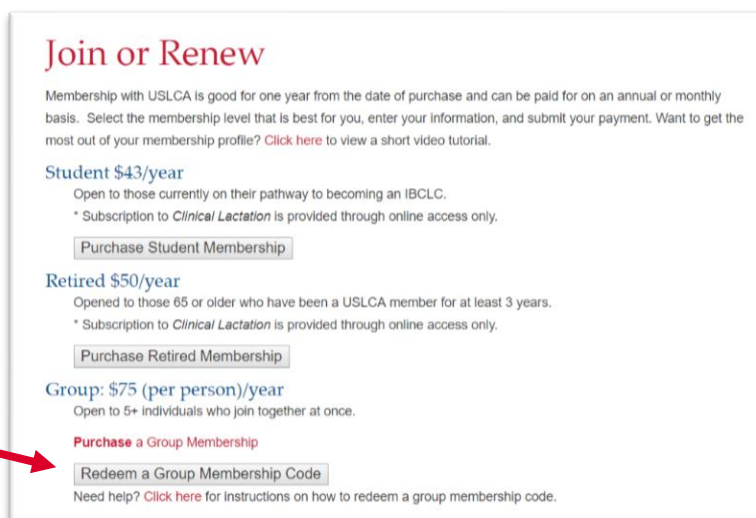 Join or Renew
Membership with USLCA is good for one year from the date of purchase and can be paid for on an annual or monthly
basis. Select the membership level that is best for you, enter your information, and submit your payment. Want to get the
most out of your membership profile? Click here to view a short video tutorial.
Student $43/year
Open to those currently on their pathway to becoming an IBCLC.
* Subscription to Clinical Lactation is provided through online access only.
Purchase Student Membership
Retired $50/year
Opened to those 65 or older who have been a USLCA member for at least 3 years.
* Subscription to Clinical Lactation is provided through online access only.
Purchase Retired Membership
Group: $75 (per person)/year
Open to 5+ individuals who join together at once.
Purchase a Group Membership
Redeem a Group Membership Code
Need help? Click here for instructions on how to redeem a group membership code.